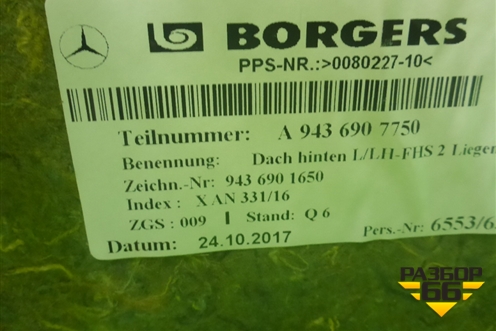 BORGERS
PPS-NR.:>0080227-10<
Teilnummer: A 943 690 7750
Benennung: Dach hinten L/LH-FHS 2 Liegen
Zeichn.-Nr: 943 690 1650
Index : X AN 331/16
ZGS : 009 Stand: Q 6
Datum: 24.10.2017 Pers.-Nr: 6553/6
РАЗБОР
66